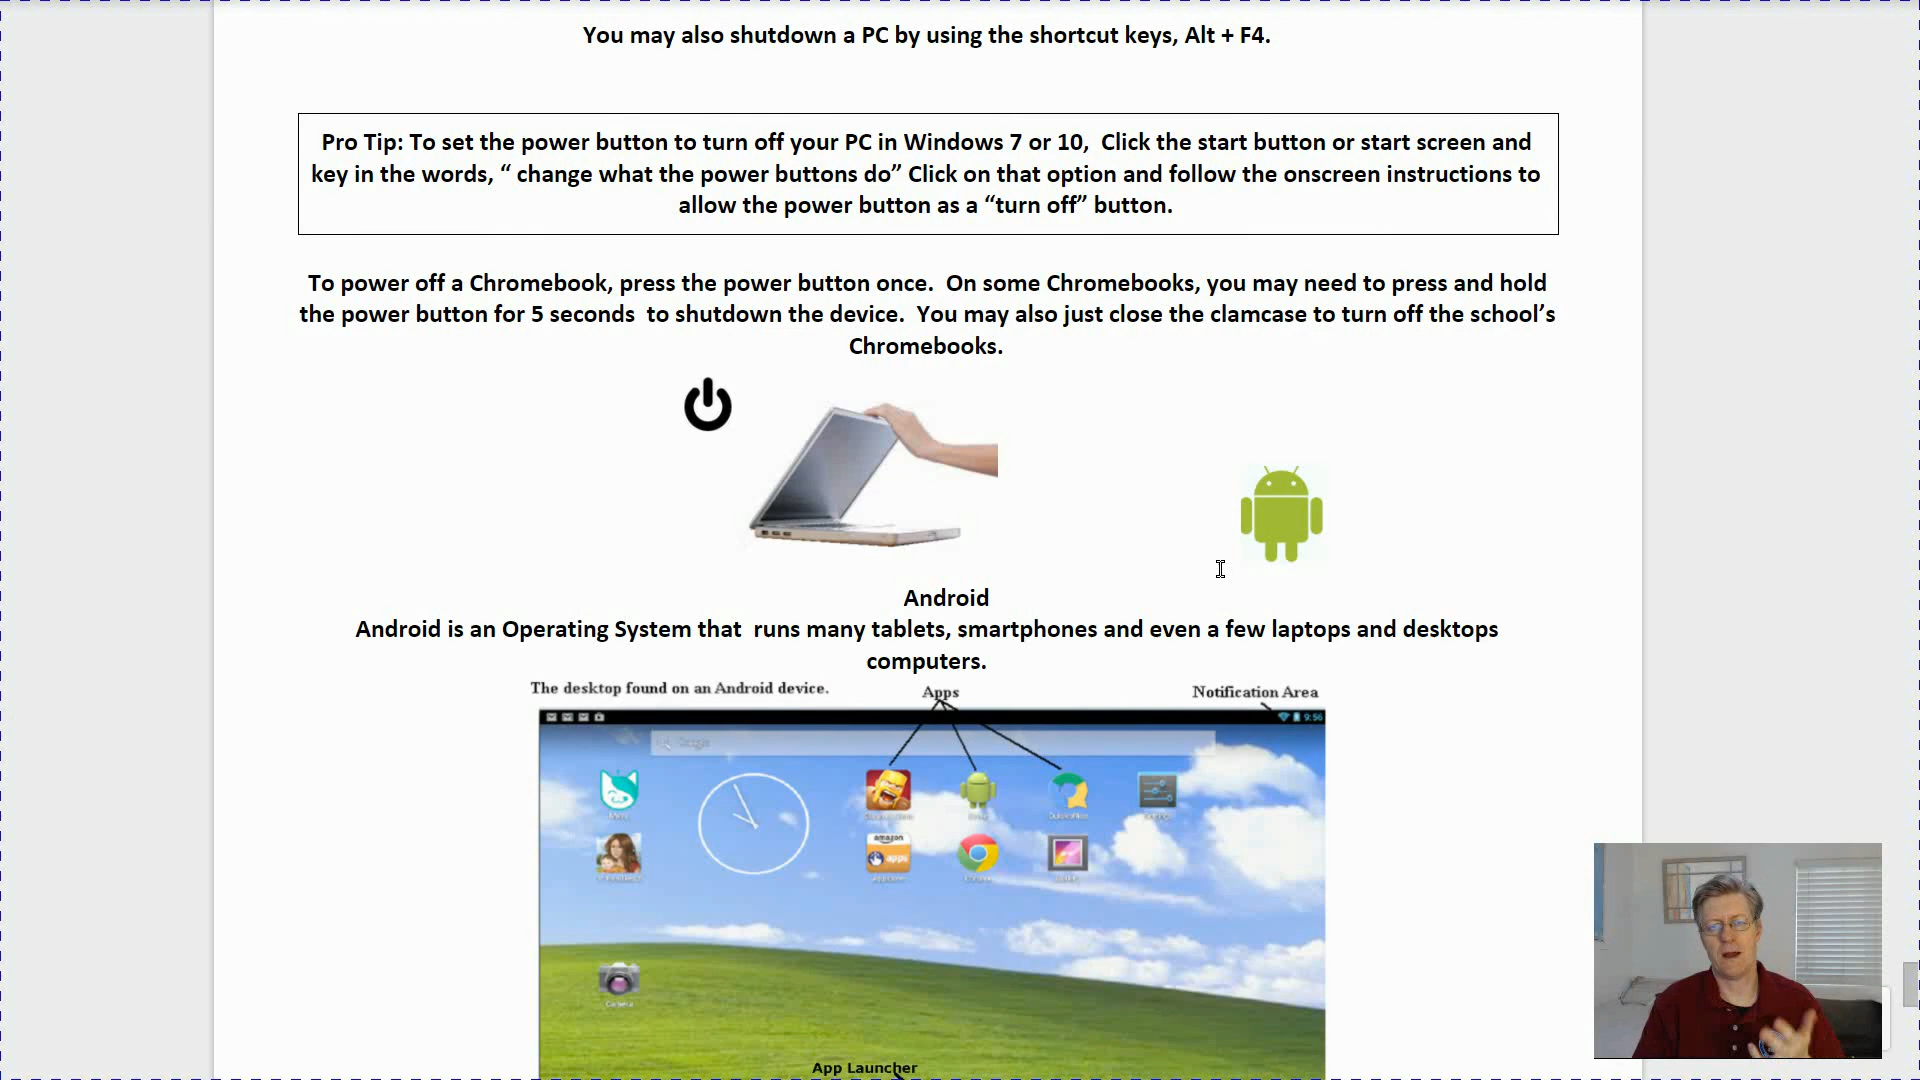 You may also shutdown a PC by using the shortcut keys, Alt + F4.
Pro Tip: To set the power button to turn off your PC in Windows 7 or 10,  Click the start button or start screen and
key in the words, “ change what the power buttons do” Click on that option and follow the onscreen instructions to
allow the power button as a “turn off” button.
To power off a Chromebook, press the power button once.  On some Chromebooks, you may need to press and hold
the power button for 5 seconds  to shutdown the device.  You may also just close the clamcase to turn off the school’s
Chromebooks.
Android
Android is an Operating System that  runs many tablets, smartphones and even a few laptops and desktops
computers.
The desktop found on an Android device.
Apps
Notification Area
9:56
Google
amazon
apps
Camera
App Launcher